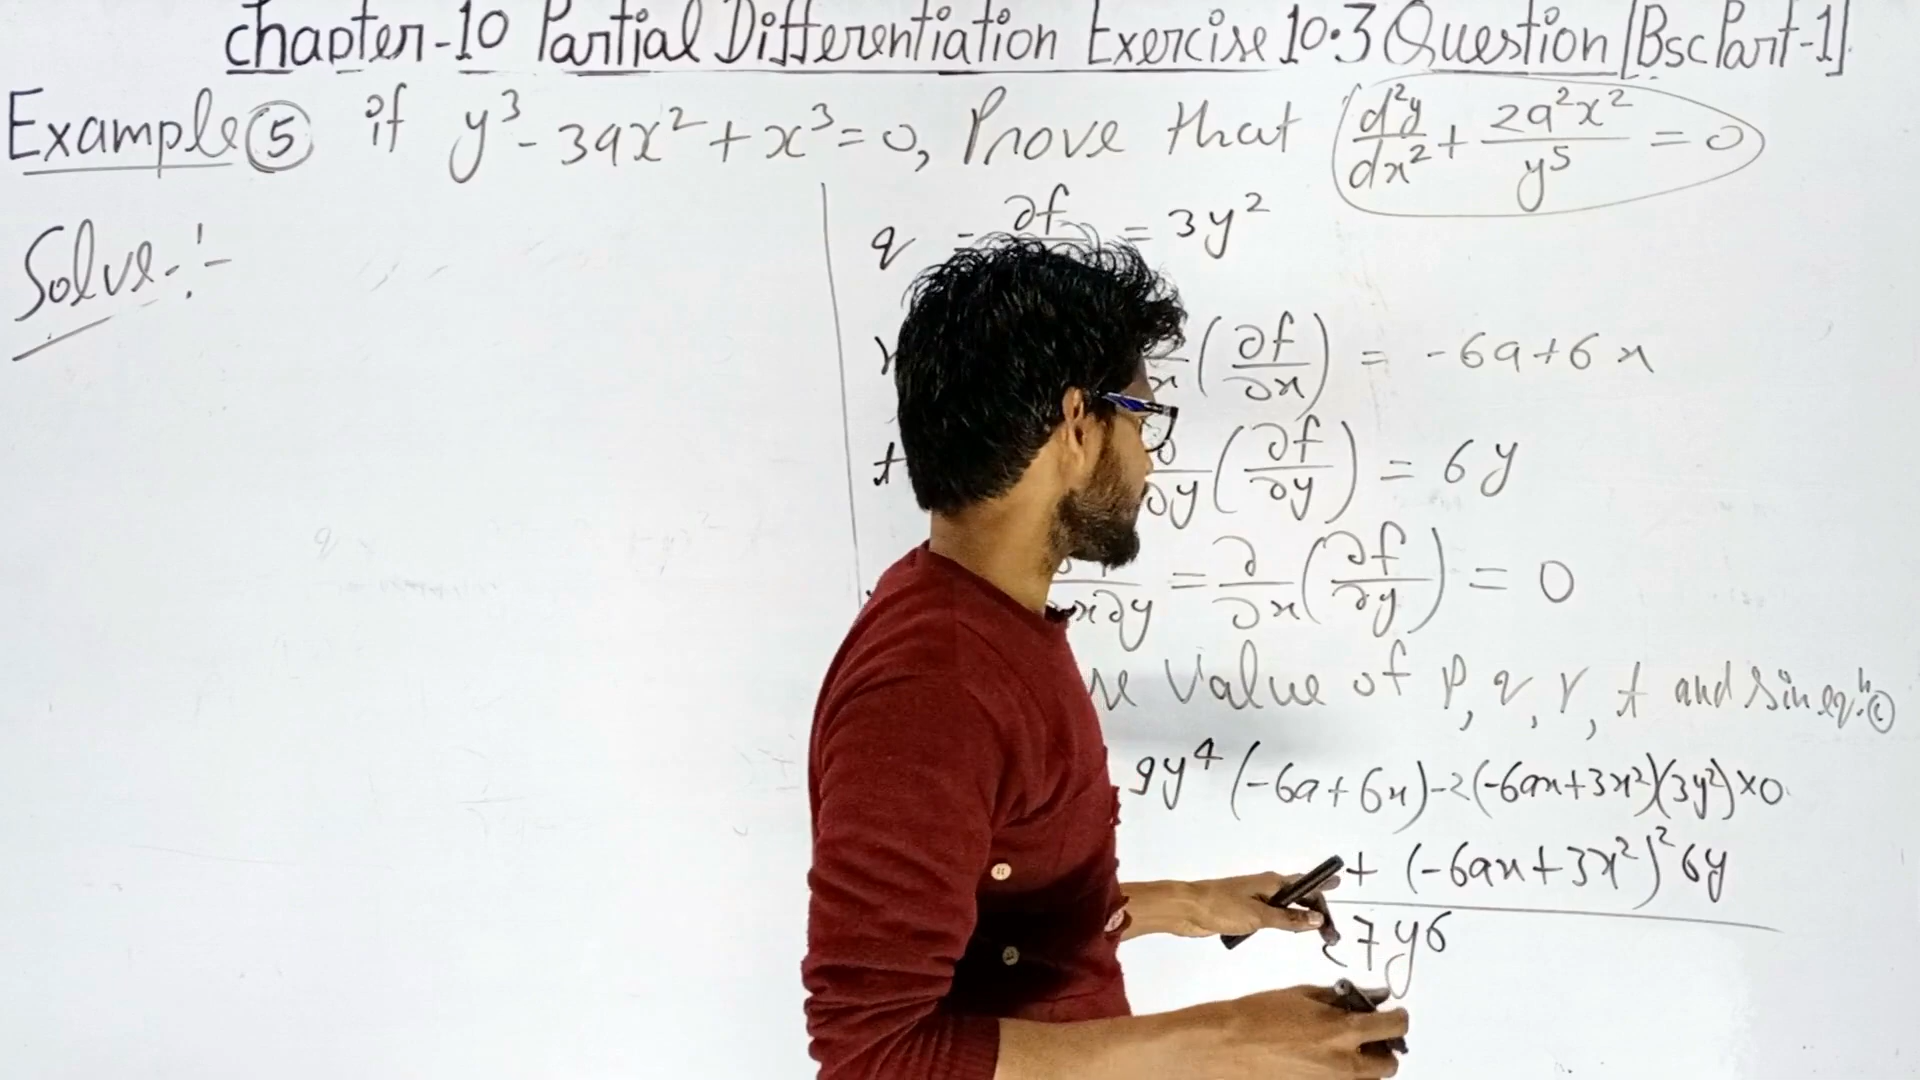 Chapter-10 Partial Differentiation Exercise 10.3 Question [Bsc Part-1]
Example ⑤ if y³ - 3ax² + x³ = 0, Prove that (d²y/dx² + 2a²x²/y⁵ = 0)
Solve:-
q = ∂f = 3y²
(∂f/∂x) = -6a+6x
t ∂/∂y (∂f/∂y) = 6y
∂x∂y = ∂/∂x (∂f/∂y) = 0
Value of P, q, r, t and s in eqⁿ
9y⁴ (-6a+6x)-2(-6ax+3x²)(3y²)×0
+ (-6ax+3x²)² 6y
27y6